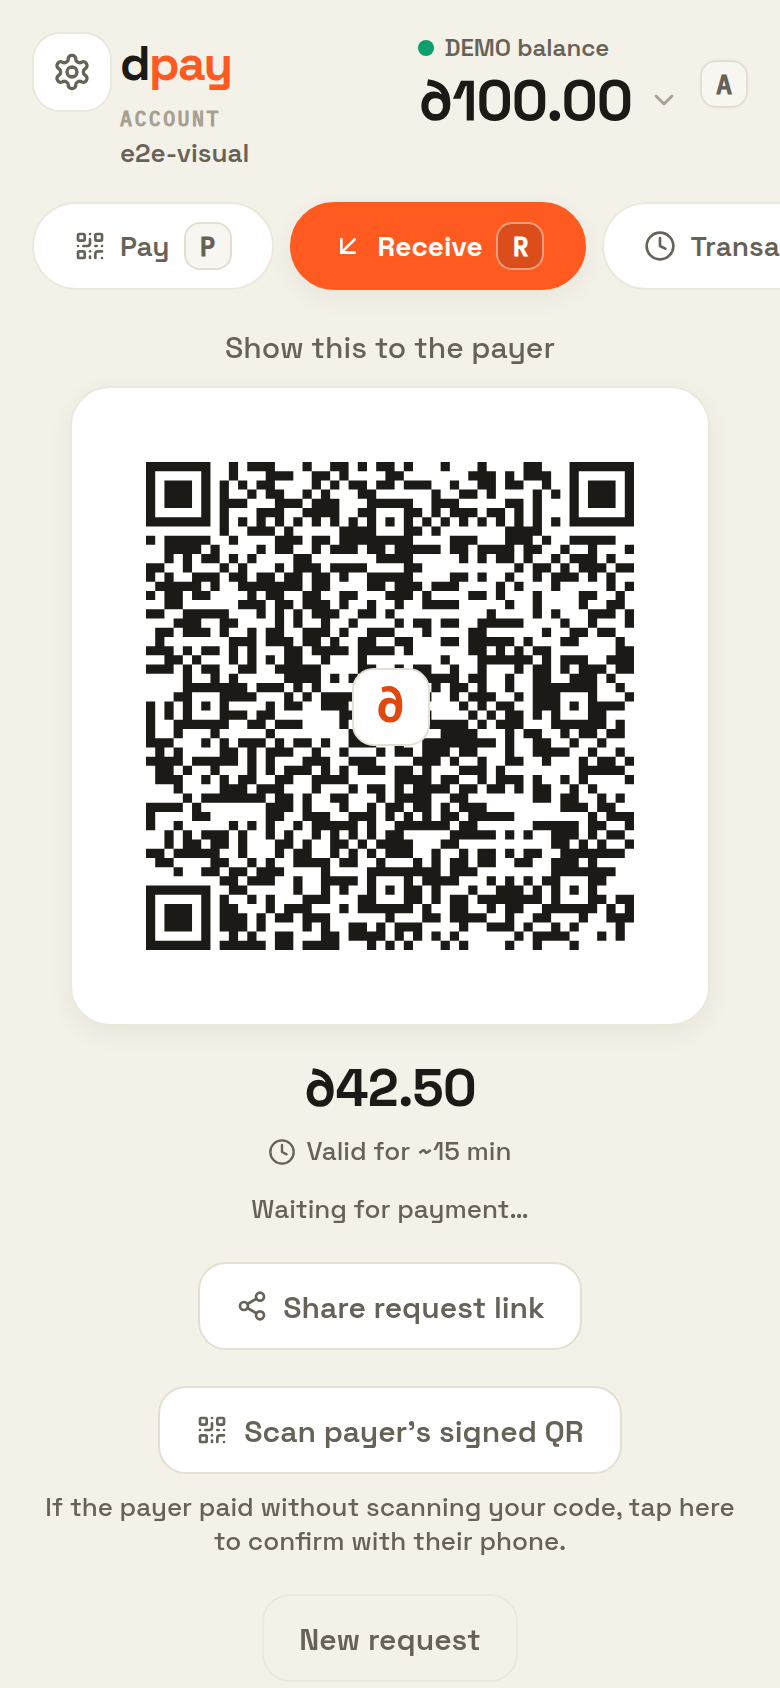 dpay
ACCOUNT
e2e-visual
DEMO balance
∂100.00
A
Pay P
Receive R
Transa
Show this to the payer
∂
∂42.50
Valid for ~15 min
Waiting for payment…
Share request link
Scan payer’s signed QR
If the payer paid without scanning your code, tap here
to confirm with their phone.
New request